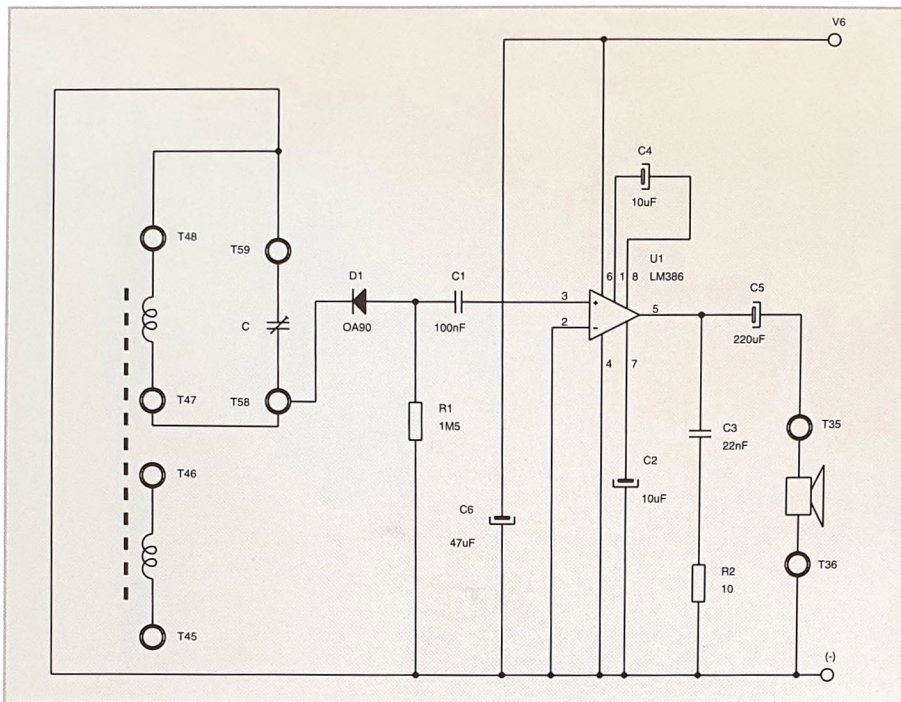 V6
C4
10uF
T48
T59
U1
6
1
8
LM386
D1
C1
3
5
C5
C
OA90
100nF
2
220uF
4
7
T47
T58
R1
1M5
T35
C3
22nF
T46
C2
10uF
C6
47uF
R2
10
T36
T45
(-)
+
-